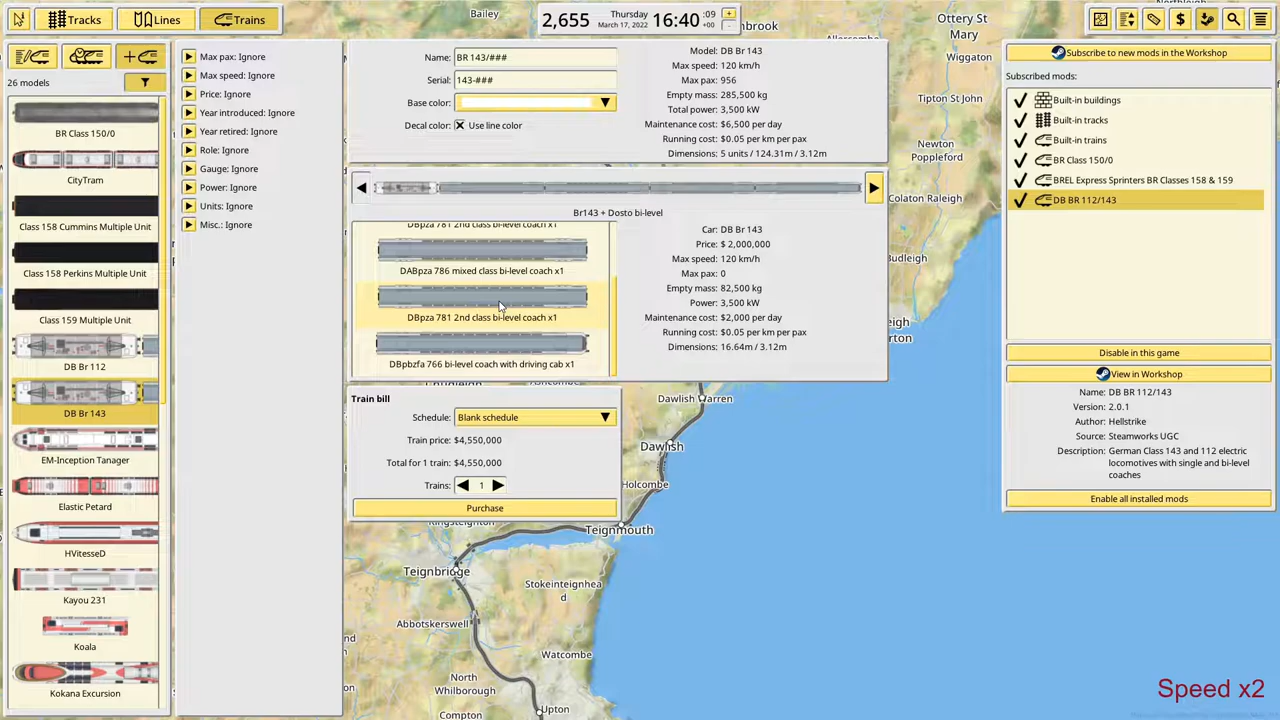 Tracks
Lines
Trains
Bailey
2,655
Thursday
March 17, 2022
16:40
:09
+00
+
-
nbrook
Ottery St
Mary
Wiggaton
Tipton St John
Newton
Poppleford
Colaton Raleigh
Budleigh
eigh
rton
26 models
BR Class 150/0
CityTram
Class 158 Cummins Multiple Unit
Class 158 Perkins Multiple Unit
Class 159 Multiple Unit
DB Br 112
DB Br 143
EM-Inception Tanager
Elastic Petard
HVitesseD
Kayou 231
Koala
Kokana Excursion
Max pax: Ignore
Max speed: Ignore
Price: Ignore
Year introduced: Ignore
Year retired: Ignore
Role: Ignore
Gauge: Ignore
Power: Ignore
Units: Ignore
Misc.: Ignore
Name: BR 143/###
Serial: 143-###
Base color:
Decal color: Use line color
Model: DB Br 143
Max speed: 120 km/h
Max pax: 956
Empty mass: 285,500 kg
Total power: 3,500 kW
Maintenance cost: $6,500 per day
Running cost: $0.05 per km per pax
Dimensions: 5 units / 124.31m / 3.12m
Br143 + Dosto bi-level
DBpza 781 2nd class bi-level coach x1
DABpza 786 mixed class bi-level coach x1
DBpza 781 2nd class bi-level coach x1
DBpbzfa 766 bi-level coach with driving cab x1
Car: DB Br 143
Price: $ 2,000,000
Max speed: 120 km/h
Max pax: 0
Empty mass: 82,500 kg
Power: 3,500 kW
Maintenance cost: $2,000 per day
Running cost: $0.05 per km per pax
Dimensions: 16.64m / 3.12m
Train bill
Schedule: Blank schedule
Train price: $4,550,000
Total for 1 train: $4,550,000
Trains: 1
Purchase
Subscribe to new mods in the Workshop
Subscribed mods:
Built-in buildings
Built-in tracks
Built-in trains
BR Class 150/0
BREL Express Sprinters BR Classes 158 & 159
DB BR 112/143
Disable in this game
View in Workshop
Name: DB BR 112/143
Version: 2.0.1
Author: Hellstrike
Source: Steamworks UGC
Description: German Class 143 and 112 electric
locomotives with single and bi-level
coaches
Enable all installed mods
Dawlish Warren
Dawlish
Holcombe
Teignmouth
Teignbridge
Stokeinteignhea
d
Abbotskerswell
Watcombe
North
Whilborough
Compton
Upton
Speed x2